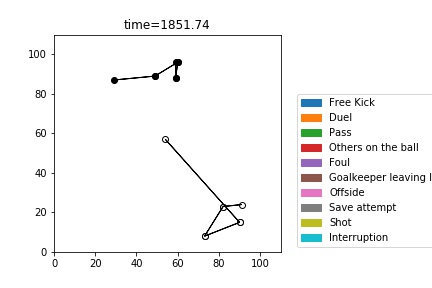 time=1851.74
100
80
60
40
20
0
0 20 40 60 80 100
Free Kick
Duel
Pass
Others on the ball
Foul
Goalkeeper leaving l
Offside
Save attempt
Shot
Interruption